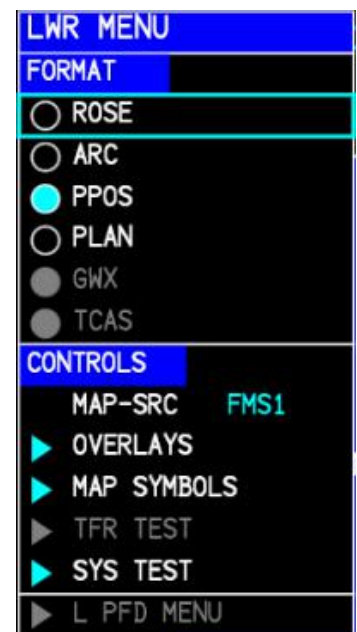 LWR MENU
FORMAT
ROSE
ARC
PPOS
PLAN
GWX
TCAS
CONTROLS
MAP-SRC FMS1
OVERLAYS
MAP SYMBOLS
TFR TEST
SYS TEST
L PFD MENU